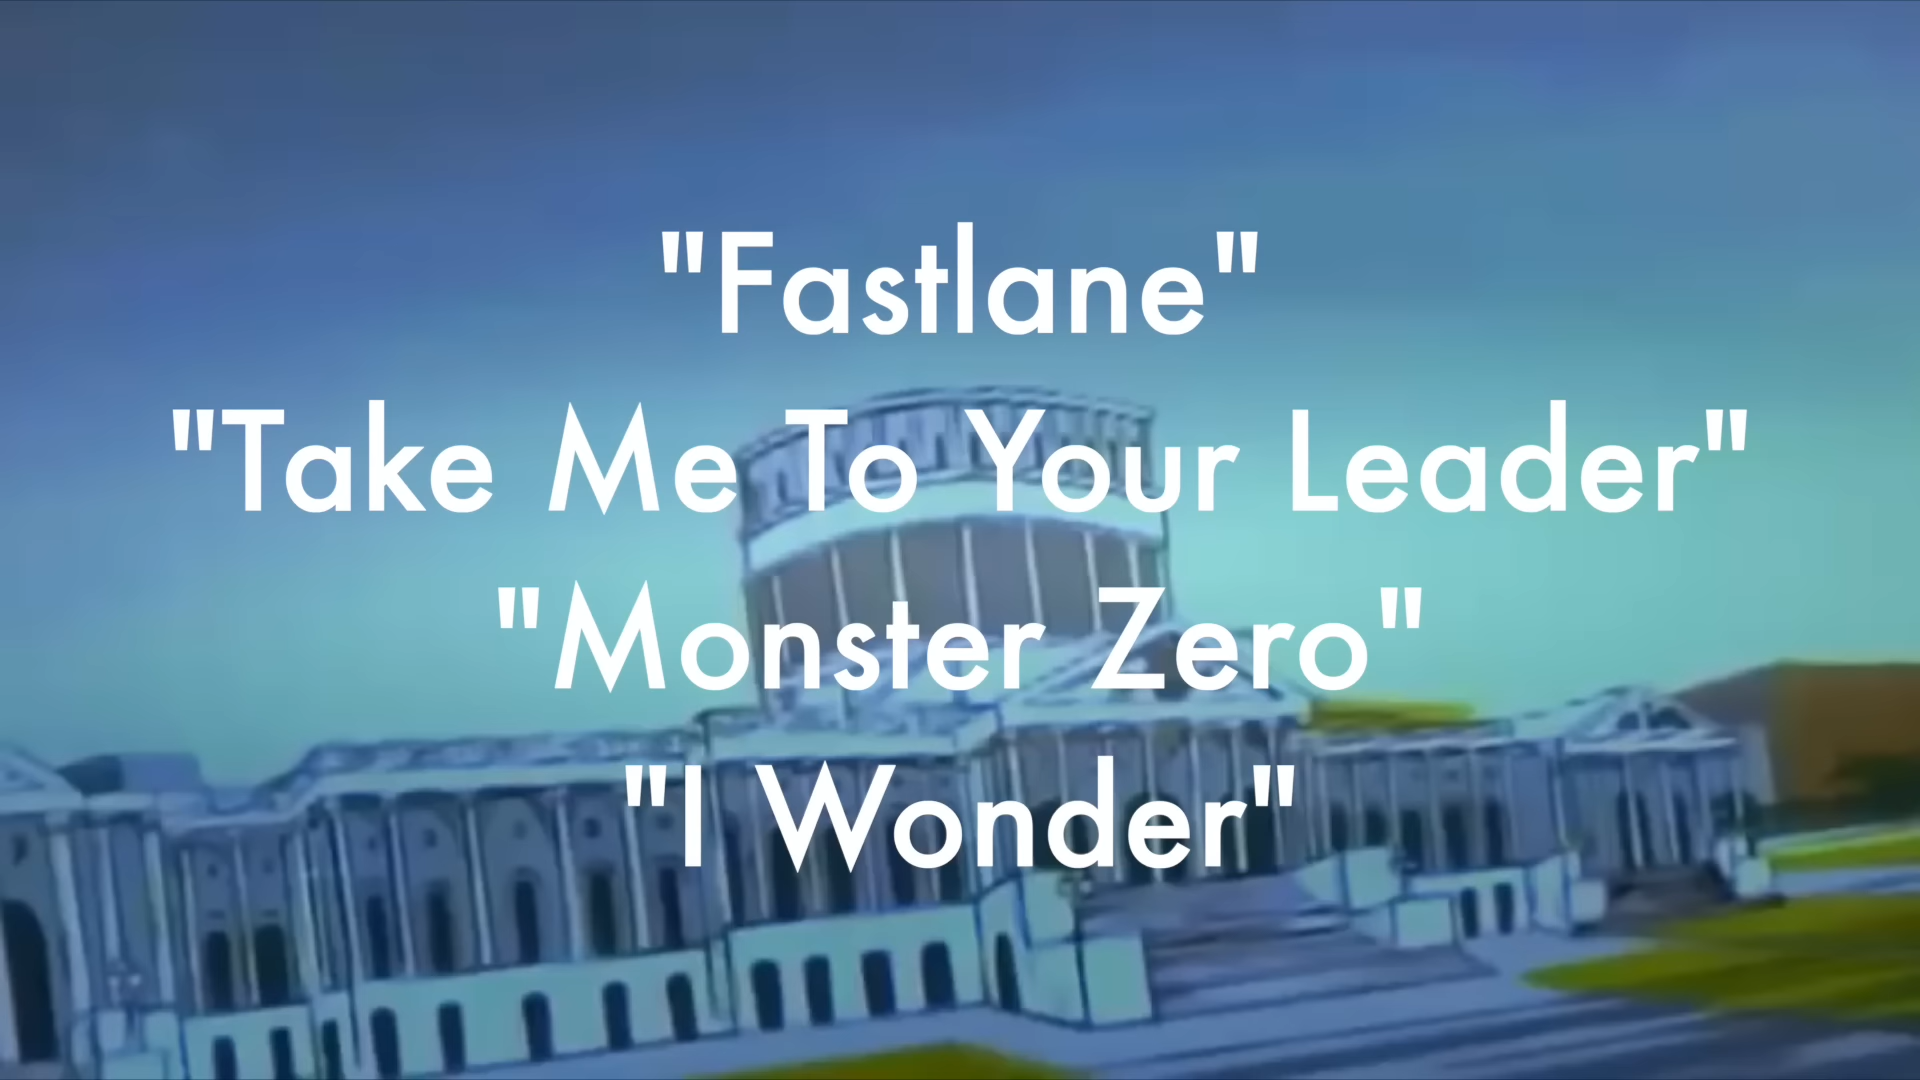 "Fastlane"
"Take Me To Your Leader"
"Monster Zero"
"I Wonder"